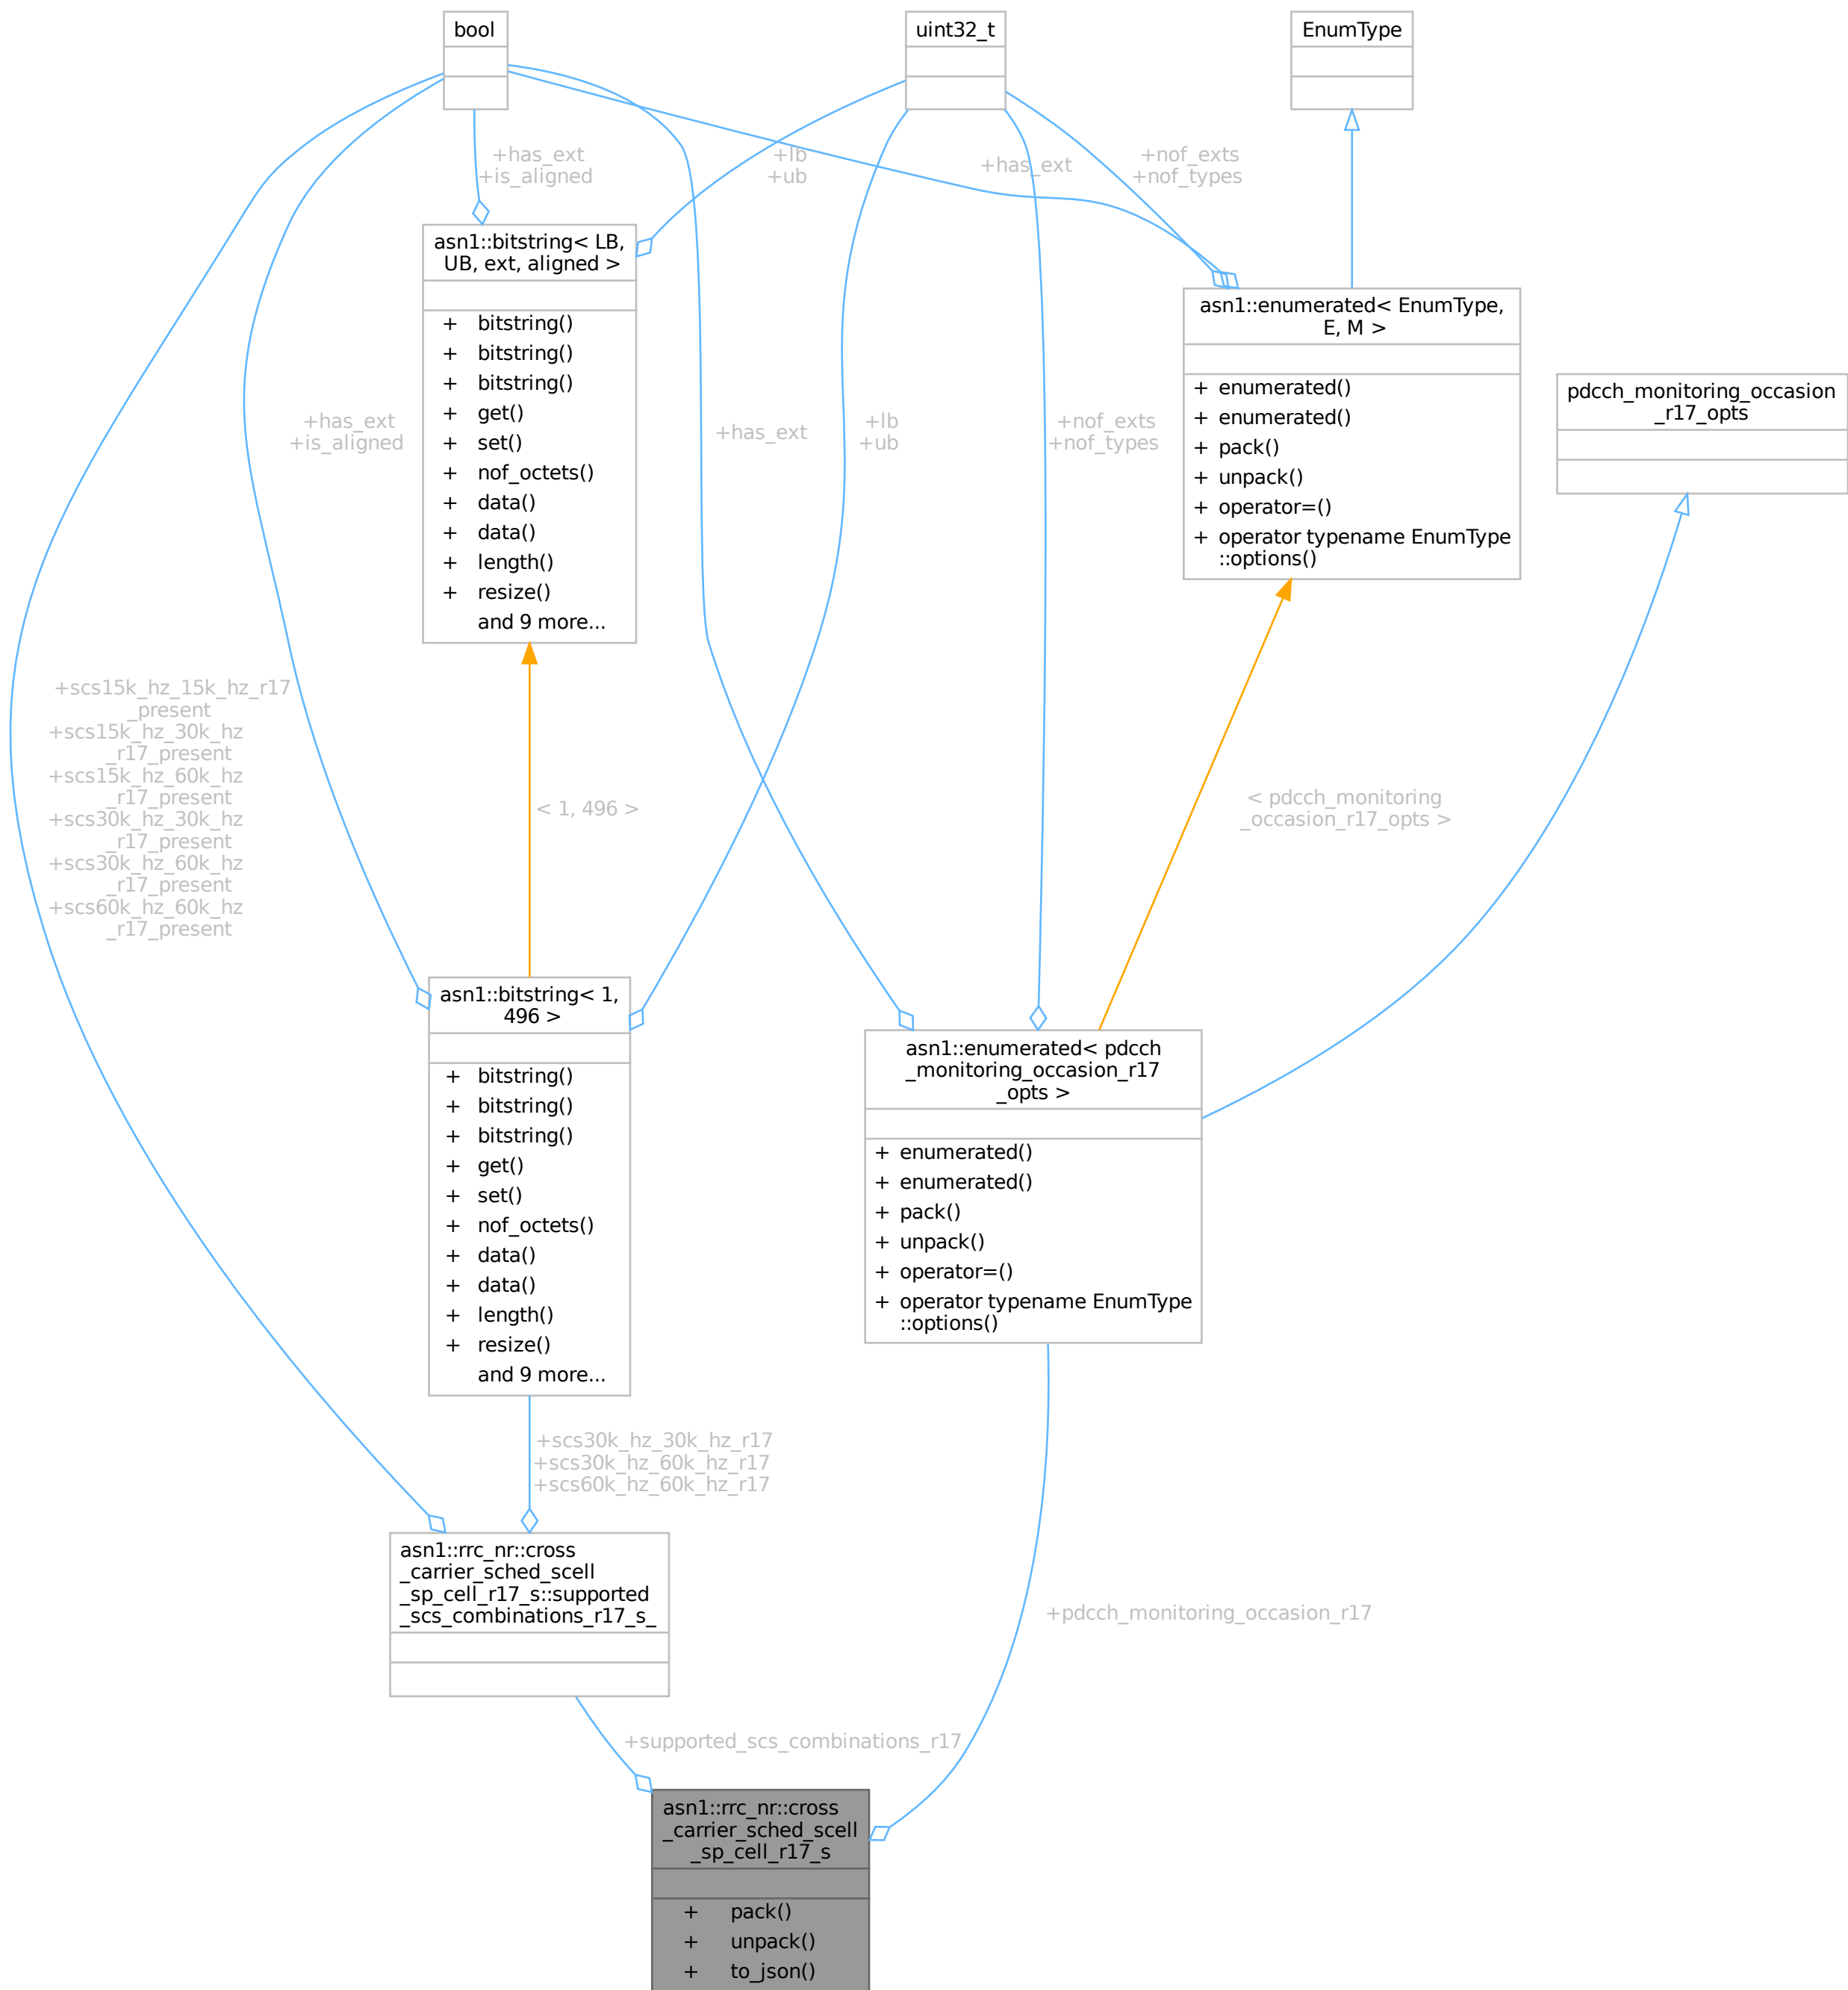 bool
uint32_t
EnumType
+has_ext
+is_aligned
+lb
+ub
+has_ext
+nof_exts
+nof_types
asn1::bitstring< LB,
UB, ext, aligned >
+ bitstring()
+ bitstring()
+ bitstring()
+ get()
+ set()
+ nof_octets()
+ data()
+ data()
+ length()
+ resize()
and 9 more...
asn1::enumerated< EnumType,
E, M >
+ enumerated()
+ enumerated()
+ pack()
+ unpack()
+ operator=()
+ operator typename EnumType
::options()
pdcch_monitoring_occasion
_r17_opts
+has_ext
+is_aligned
+has_ext
+lb
+ub
+nof_exts
+nof_types
+scs15k_hz_15k_hz_r17
_present
+scs15k_hz_30k_hz
_r17_present
+scs15k_hz_60k_hz
_r17_present
+scs30k_hz_30k_hz
_r17_present
+scs30k_hz_60k_hz
_r17_present
+scs60k_hz_60k_hz
_r17_present
< 1, 496 >
< pdcch_monitoring
_occasion_r17_opts >
asn1::bitstring< 1,
496 >
+ bitstring()
+ bitstring()
+ bitstring()
+ get()
+ set()
+ nof_octets()
+ data()
+ data()
+ length()
+ resize()
and 9 more...
asn1::enumerated< pdcch
_monitoring_occasion_r17
_opts >
+ enumerated()
+ enumerated()
+ pack()
+ unpack()
+ operator=()
+ operator typename EnumType
::options()
+scs30k_hz_30k_hz_r17
+scs30k_hz_60k_hz_r17
+scs60k_hz_60k_hz_r17
asn1::rrc_nr::cross
_carrier_sched_scell
_sp_cell_r17_s::supported
_scs_combinations_r17_s_
+pdcch_monitoring_occasion_r17
+supported_scs_combinations_r17
asn1::rrc_nr::cross
_carrier_sched_scell
_sp_cell_r17_s
+ pack()
+ unpack()
+ to_json()